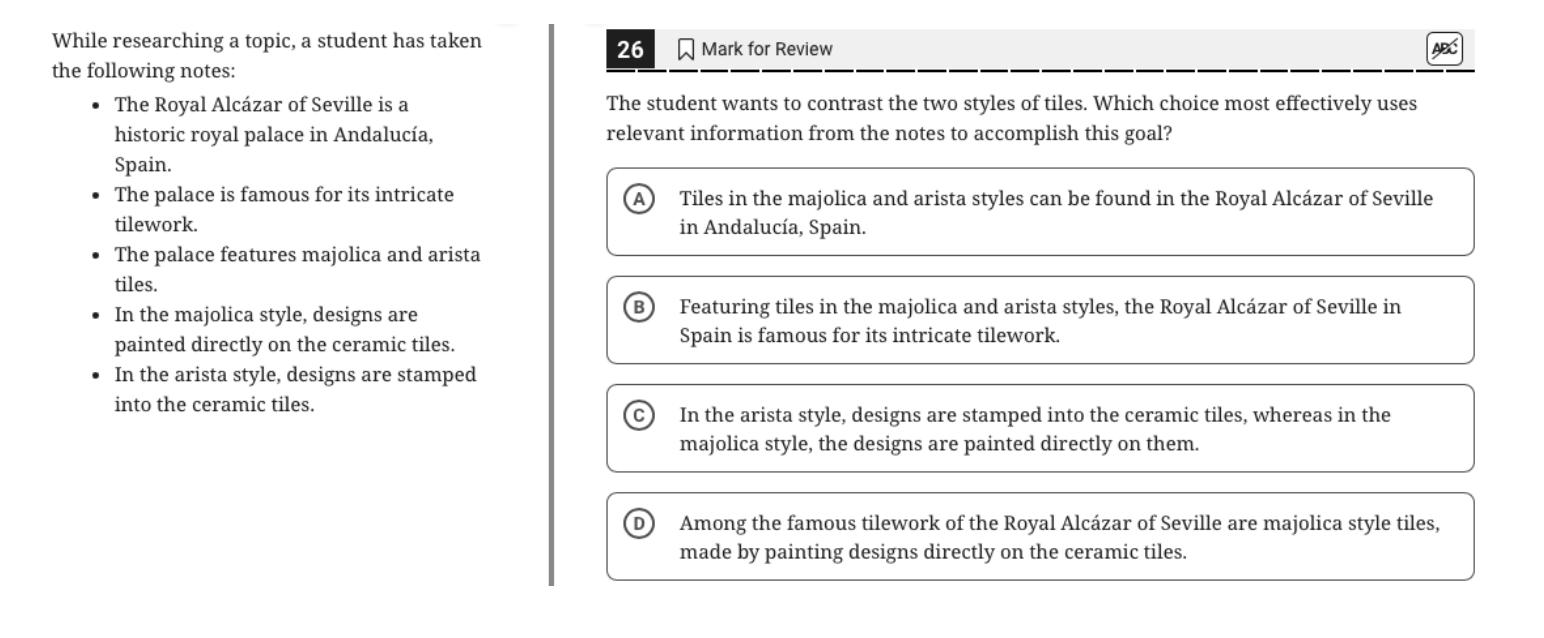 While researching a topic, a student has taken
the following notes:
• The Royal Alcázar of Seville is a
historic royal palace in Andalucía,
Spain.
• The palace is famous for its intricate
tilework.
• The palace features majolica and arista
tiles.
• In the majolica style, designs are
painted directly on the ceramic tiles.
• In the arista style, designs are stamped
into the ceramic tiles.
26 Mark for Review ABC
The student wants to contrast the two styles of tiles. Which choice most effectively uses
relevant information from the notes to accomplish this goal?
A Tiles in the majolica and arista styles can be found in the Royal Alcázar of Seville
in Andalucía, Spain.
B Featuring tiles in the majolica and arista styles, the Royal Alcázar of Seville in
Spain is famous for its intricate tilework.
C In the arista style, designs are stamped into the ceramic tiles, whereas in the
majolica style, the designs are painted directly on them.
D Among the famous tilework of the Royal Alcázar of Seville are majolica style tiles,
made by painting designs directly on the ceramic tiles.